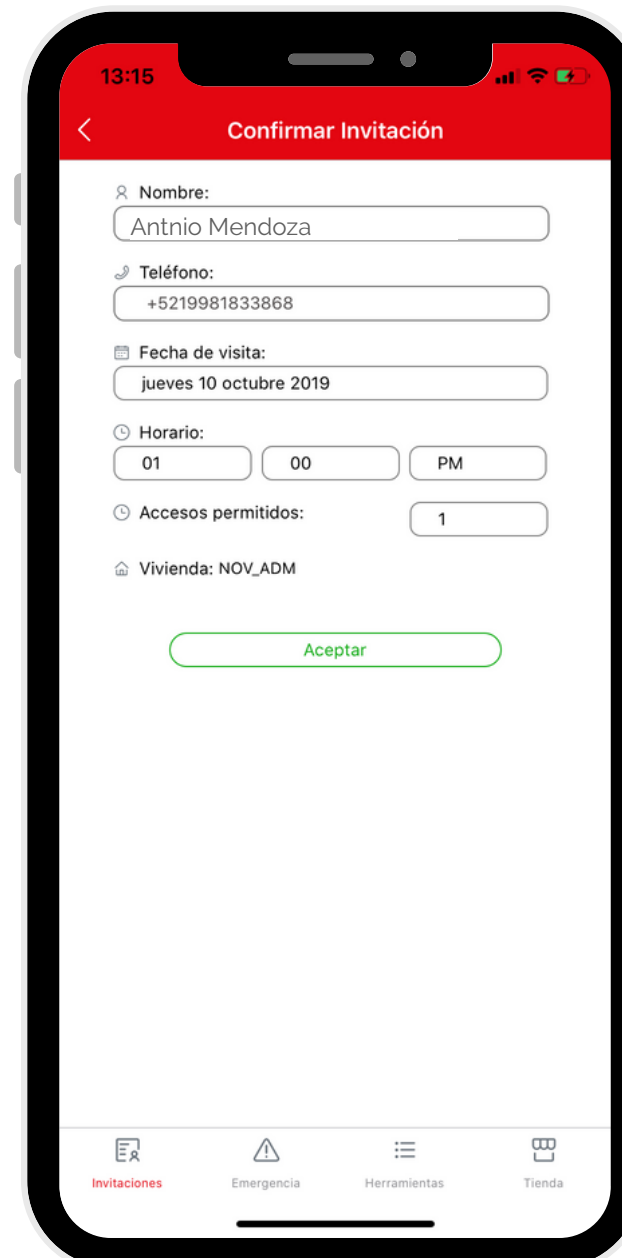 13:15
Confirmar Invitación
Nombre:
Antnio Mendoza
Teléfono:
+5219981833868
Fecha de visita:
jueves 10 octubre 2019
Horario:
01 00 PM
Accesos permitidos: 1
Vivienda: NOV_ADM
Aceptar
Invitaciones Emergencia Herramientas Tienda